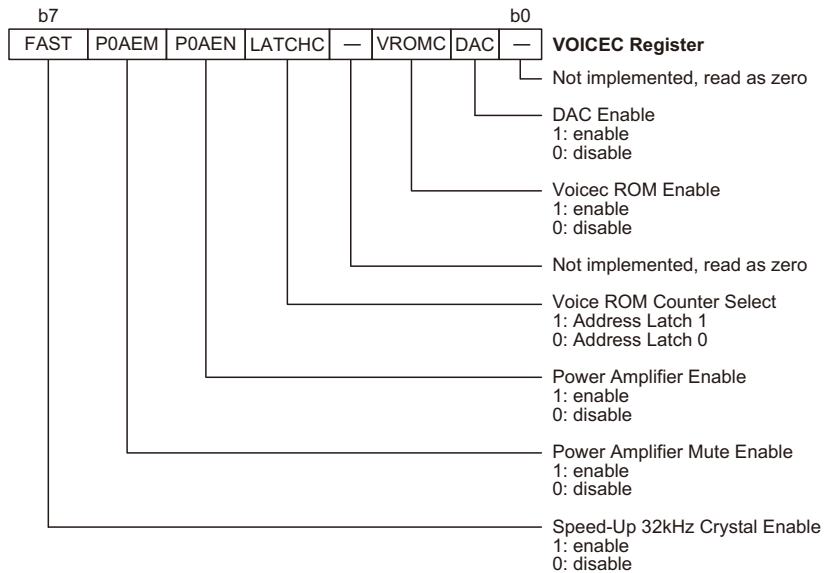 b7 b0
FAST P0AEM P0AEN LATCHC — VROMC DAC — VOICEC Register
Not implemented, read as zero
DAC Enable
1: enable
0: disable
Voicec ROM Enable
1: enable
0: disable
Not implemented, read as zero
Voice ROM Counter Select
1: Address Latch 1
0: Address Latch 0
Power Amplifier Enable
1: enable
0: disable
Power Amplifier Mute Enable
1: enable
0: disable
Speed-Up 32kHz Crystal Enable
1: enable
0: disable